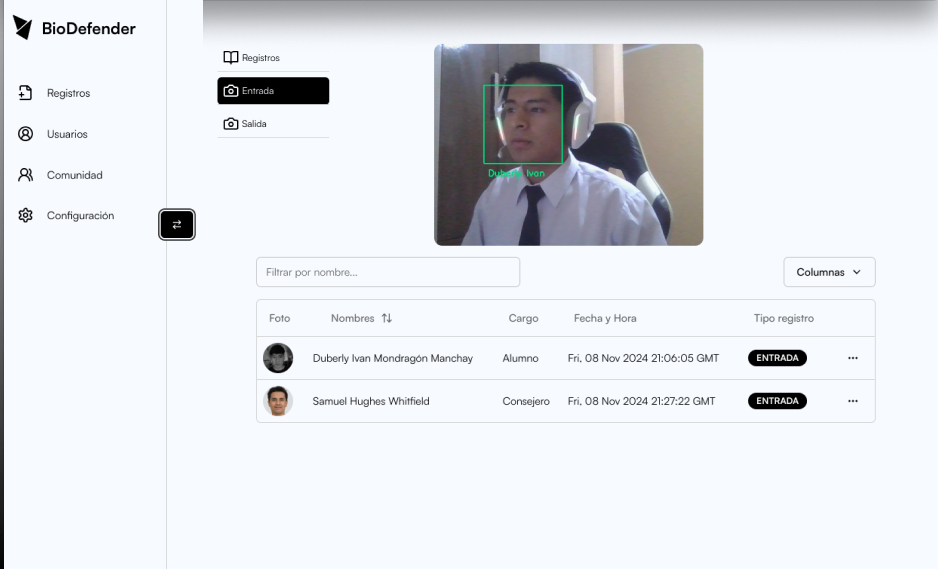 BioDefender
Registros
Usuarios
Comunidad
Configuración
Registros
Entrada
Salida
Duberly Ivan
Filtrar por nombre...
Columnas
Foto Nombres Cargo Fecha y Hora Tipo registro
Duberly Ivan Mondragón Manchay Alumno Fri, 08 Nov 2024 21:06:05 GMT ENTRADA
Samuel Hughes Whitfield Consejero Fri, 08 Nov 2024 21:27:22 GMT ENTRADA